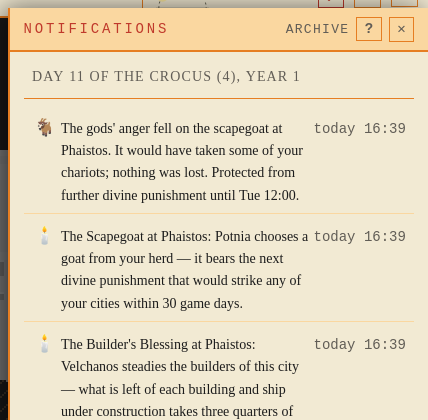 NOTIFICATIONS ARCHIVE ? ×
DAY 11 OF THE CROCUS (4), YEAR 1
The gods' anger fell on the scapegoat at today 16:39
Phaistos. It would have taken some of your
chariots; nothing was lost. Protected from
further divine punishment until Tue 12:00.
The Scapegoat at Phaistos: Potnia chooses a today 16:39
goat from your herd — it bears the next
divine punishment that would strike any of
your cities within 30 game days.
The Builder's Blessing at Phaistos: today 16:39
Velchanos steadies the builders of this city
— what is left of each building and ship
under construction takes three quarters of